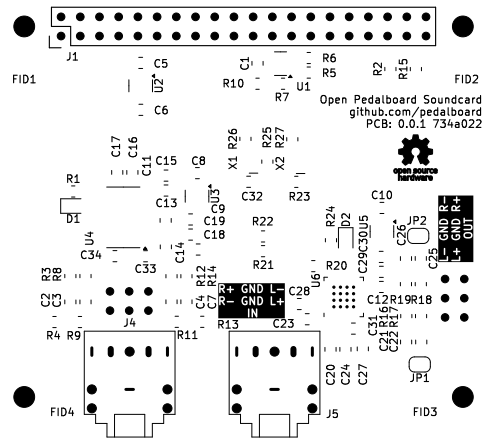 J1
C5
C1
R6
R5
R2
R15
FID1
U2
R10
R7
U1
FID2
C6
Open Pedalboard Soundcard
github.com/pedalboard
PCB: 0.0.1 734a022
C17
C16
C11
C15
C8
R26
R25
R27
X1
X2
open source
hardware
R1
C32
R23
D1
C13
U3
C9
C10
C19
C18
R22
R24
D2
U5
C30
C26
JP2
L- GND R-
L+ GND R+
OUT
U4
C34
C33
C14
R21
C29
C25
R3
R8
R12
R14
U6
R20
R+ GND L-
R- GND L+
IN
C2
C3
C4
C7
C28
C12
R19
R18
R4
R9
J4
R11
R13
C23
C31
C21
R16
C22
R17
C20
C24
C27
JP1
FID4
J5
FID3